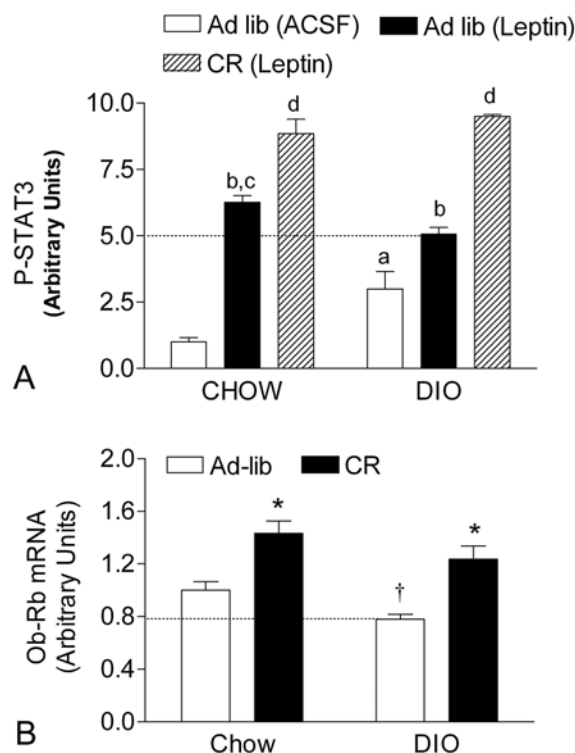 Ad lib (ACSF) Ad lib (Leptin)
CR (Leptin)
P-STAT3
(Arbitrary Units)
10.0
7.5
5.0
2.5
0.0
b,c
d
a
b
d
CHOW DIO
A
Ad-lib CR
Ob-Rb mRNA
(Arbitrary Units)
2.0
1.6
1.2
0.8
0.4
0.0
*
†
*
Chow DIO
B